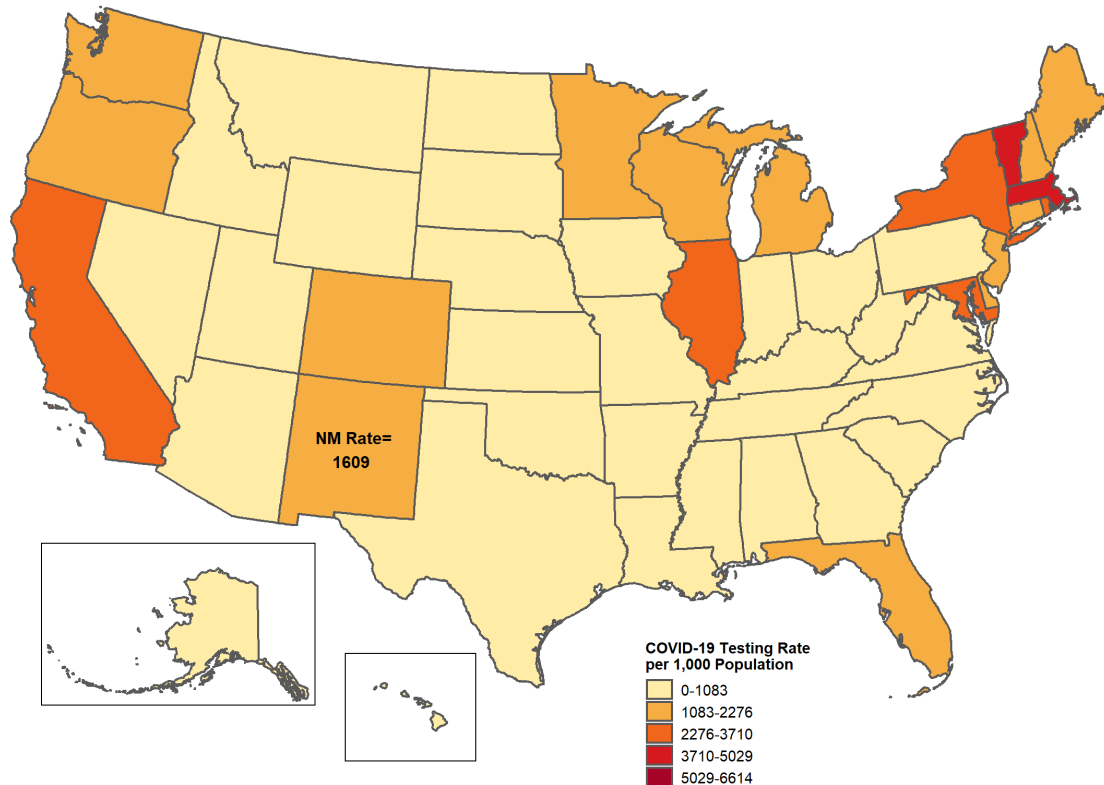 NM Rate=
1609
COVID-19 Testing Rate
per 1,000 Population
0-1083
1083-2276
2276-3710
3710-5029
5029-6614